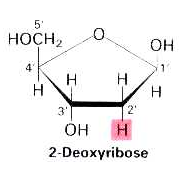 5'
HOCH₂ O OH
4' H H 1'
H H
3' 2'
OH H
2-Deoxyribose